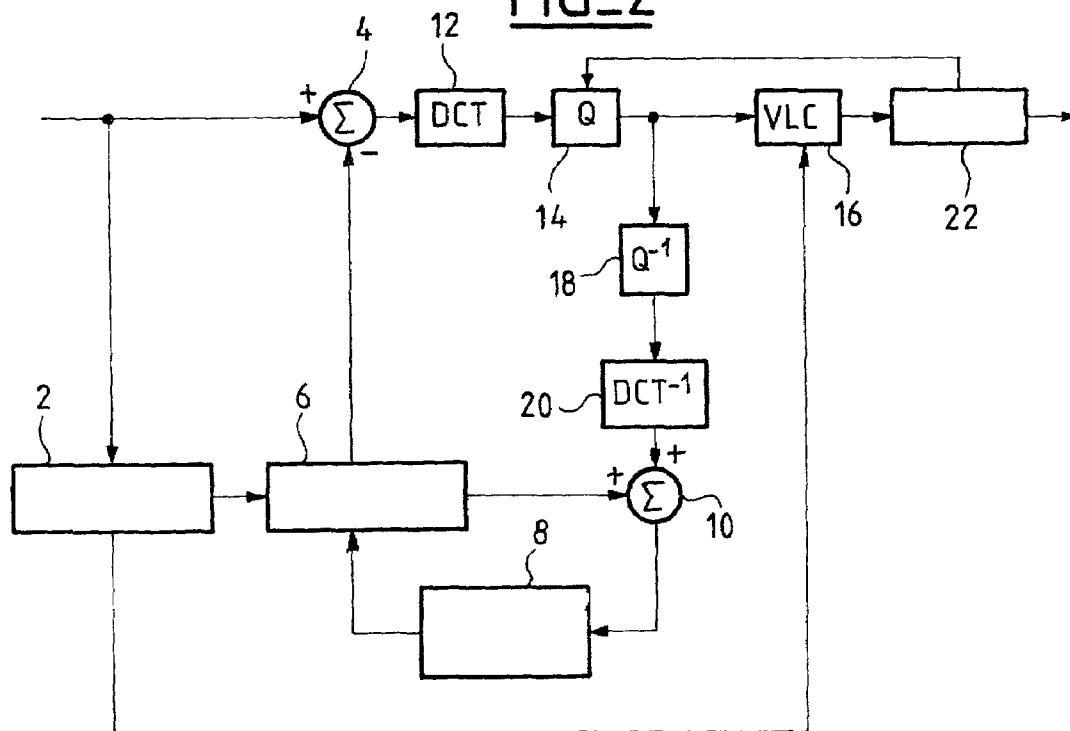 FIG_2
4
12
+
Σ
DCT
Q
VLC
-
14
16
22
Q-1
18
DCT-1
20
2
6
+
+
Σ
10
8